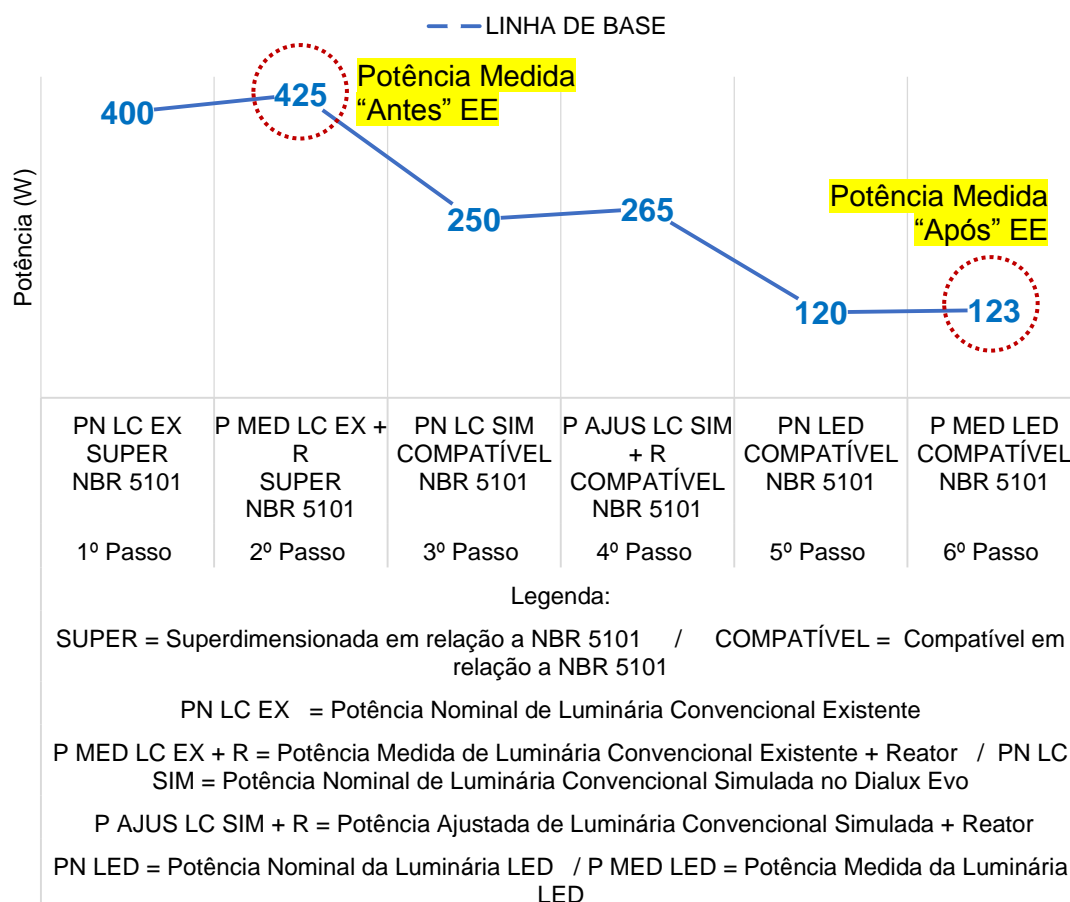 LINHA DE BASE
Potência (W)
400
425
Potência Medida
“Antes” EE
250
265
Potência Medida
“Após” EE
120
123
PN LC EX
SUPER
NBR 5101
1º Passo
P MED LC EX +
R
SUPER
NBR 5101
2º Passo
PN LC SIM
COMPATÍVEL
NBR 5101
3º Passo
P AJUS LC SIM
+ R
COMPATÍVEL
NBR 5101
4º Passo
PN LED
COMPATÍVEL
NBR 5101
5º Passo
P MED LED
COMPATÍVEL
NBR 5101
6º Passo
Legenda:
SUPER = Superdimensionada em relação a NBR 5101 / COMPATÍVEL = Compatível em
relação a NBR 5101
PN LC EX = Potência Nominal de Luminária Convencional Existente
P MED LC EX + R = Potência Medida de Luminária Convencional Existente + Reator / PN LC
SIM = Potência Nominal de Luminária Convencional Simulada no Dialux Evo
P AJUS LC SIM + R = Potência Ajustada de Luminária Convencional Simulada + Reator
PN LED = Potência Nominal da Luminária LED / P MED LED = Potência Medida da Luminária
LED